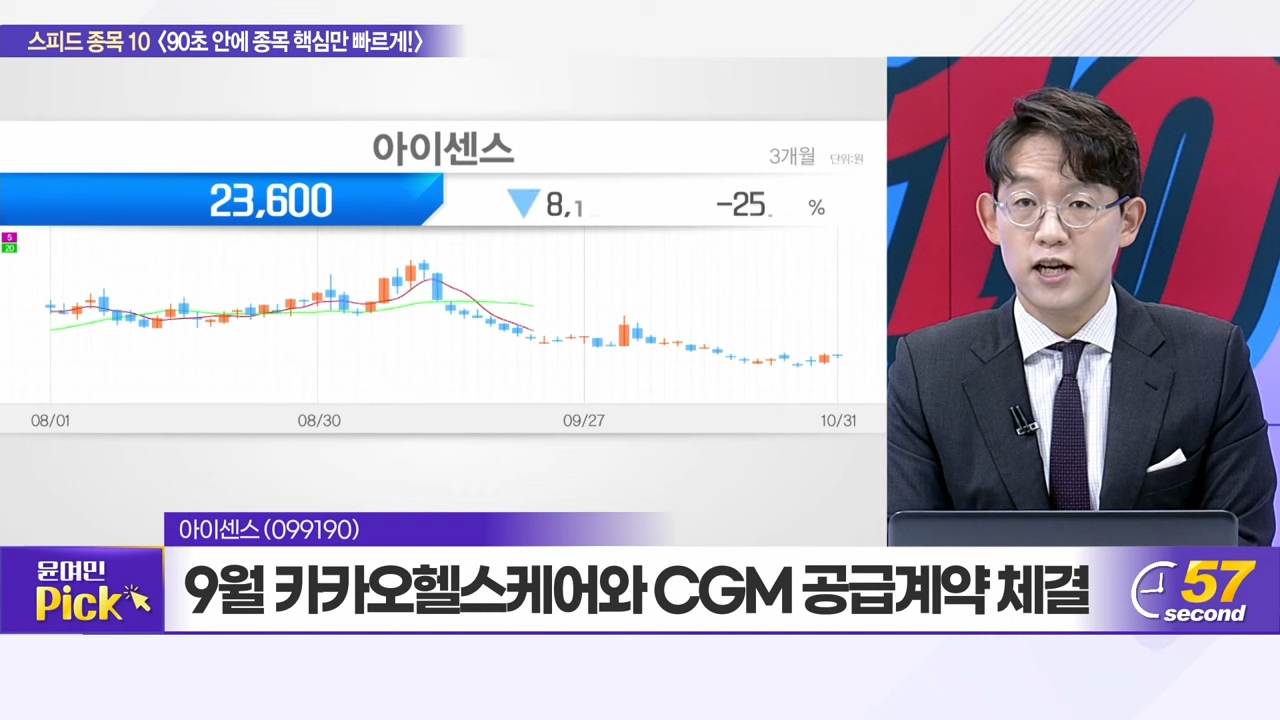 스피드 종목 10 〈90초 안에 종목 핵심만 빠르게!〉
아이센스
3개월 단위:원
23,600 ▼ 8,1 -25 %
5
20
08/01 08/30 09/27 10/31
아이센스 (099190)
윤여민
Pick
9월 카카오헬스케어와 CGM 공급계약 체결
57
second
10